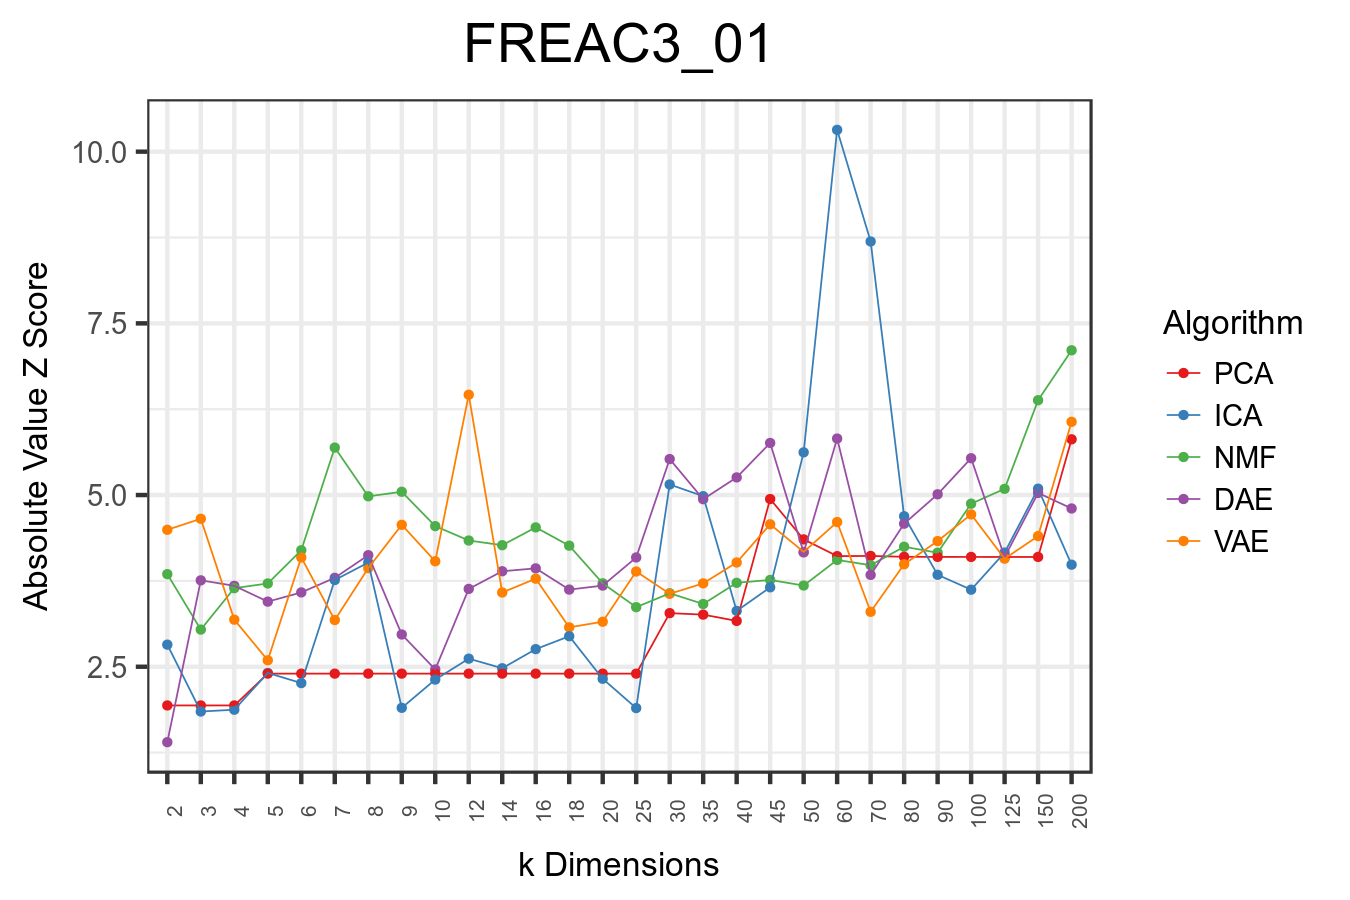 FREAC3_01
Absolute Value Z Score
10.0
7.5
5.0
2.5
2 3 4 5 6 7 8 9 10 12 14 16 18 20 25 30 35 40 45 50 60 70 80 90 100 125 150 200
k Dimensions
Algorithm
PCA
ICA
NMF
DAE
VAE